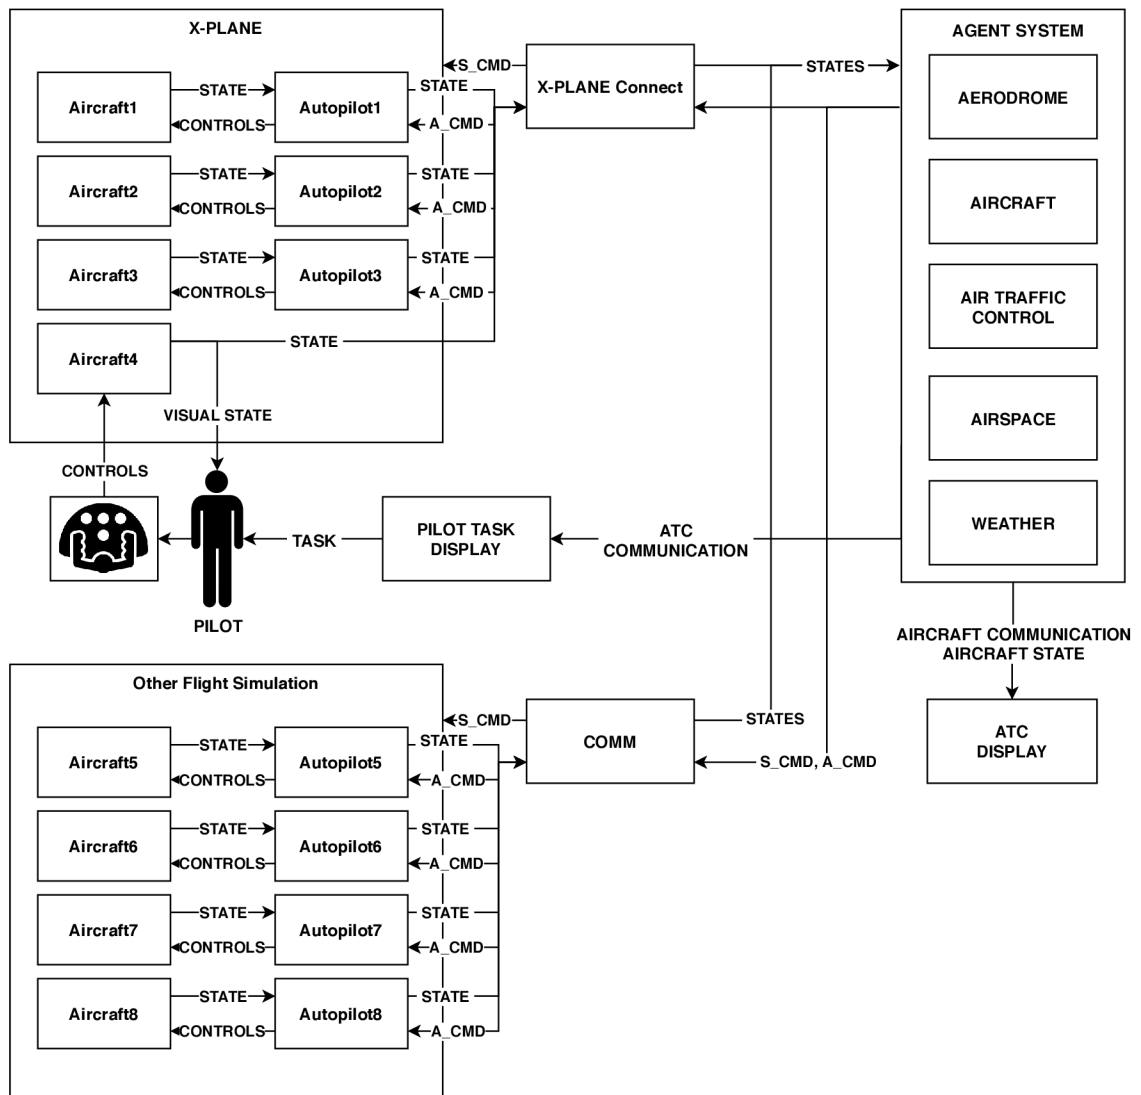 X-PLANE
AGENT SYSTEM
S_CMD
X-PLANE Connect
STATES
Aircraft1
STATE
CONTROLS
Autopilot1
STATE
A_CMD
AERODROME
Aircraft2
STATE
CONTROLS
Autopilot2
STATE
A_CMD
AIRCRAFT
Aircraft3
STATE
CONTROLS
Autopilot3
STATE
A_CMD
AIR TRAFFIC
CONTROL
Aircraft4
STATE
VISUAL STATE
AIRSPACE
CONTROLS
WEATHER
TASK
PILOT TASK
DISPLAY
ATC
COMMUNICATION
PILOT
AIRCRAFT COMMUNICATION
AIRCRAFT STATE
Other Flight Simulation
S_CMD
COMM
STATES
S_CMD, A_CMD
ATC
DISPLAY
Aircraft5
STATE
CONTROLS
Autopilot5
STATE
A_CMD
Aircraft6
STATE
CONTROLS
Autopilot6
STATE
A_CMD
Aircraft7
STATE
CONTROLS
Autopilot7
STATE
A_CMD
Aircraft8
STATE
CONTROLS
Autopilot8
STATE
A_CMD